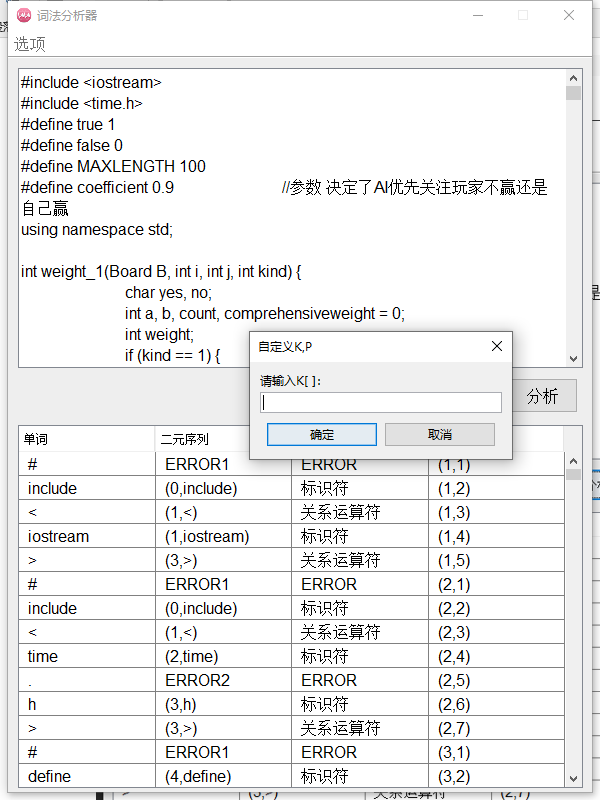 词法分析器
选项
#include <iostream>
#include <time.h>
#define true 1
#define false 0
#define MAXLENGTH 100
#define coefficient 0.9 //参数 决定了AI优先关注玩家不赢还是
自己赢
using namespace std;
int weight_1(Board B, int i, int j, int kind) {
char yes, no;
int a, b, count, comprehensiveweight = 0;
int weight;
if (kind == 1) {
自定义K,P
请输入K[ ]:
确定 取消
分析
单词 二元序列
# ERROR1 ERROR (1,1)
include (0,include) 标识符 (1,2)
< (1,<) 关系运算符 (1,3)
iostream (1,iostream) 标识符 (1,4)
> (3,>) 关系运算符 (1,5)
# ERROR1 ERROR (2,1)
include (0,include) 标识符 (2,2)
< (1,<) 关系运算符 (2,3)
time (2,time) 标识符 (2,4)
. ERROR2 ERROR (2,5)
h (3,h) 标识符 (2,6)
> (3,>) 关系运算符 (2,7)
# ERROR1 ERROR (3,1)
define (4,define) 标识符 (3,2)